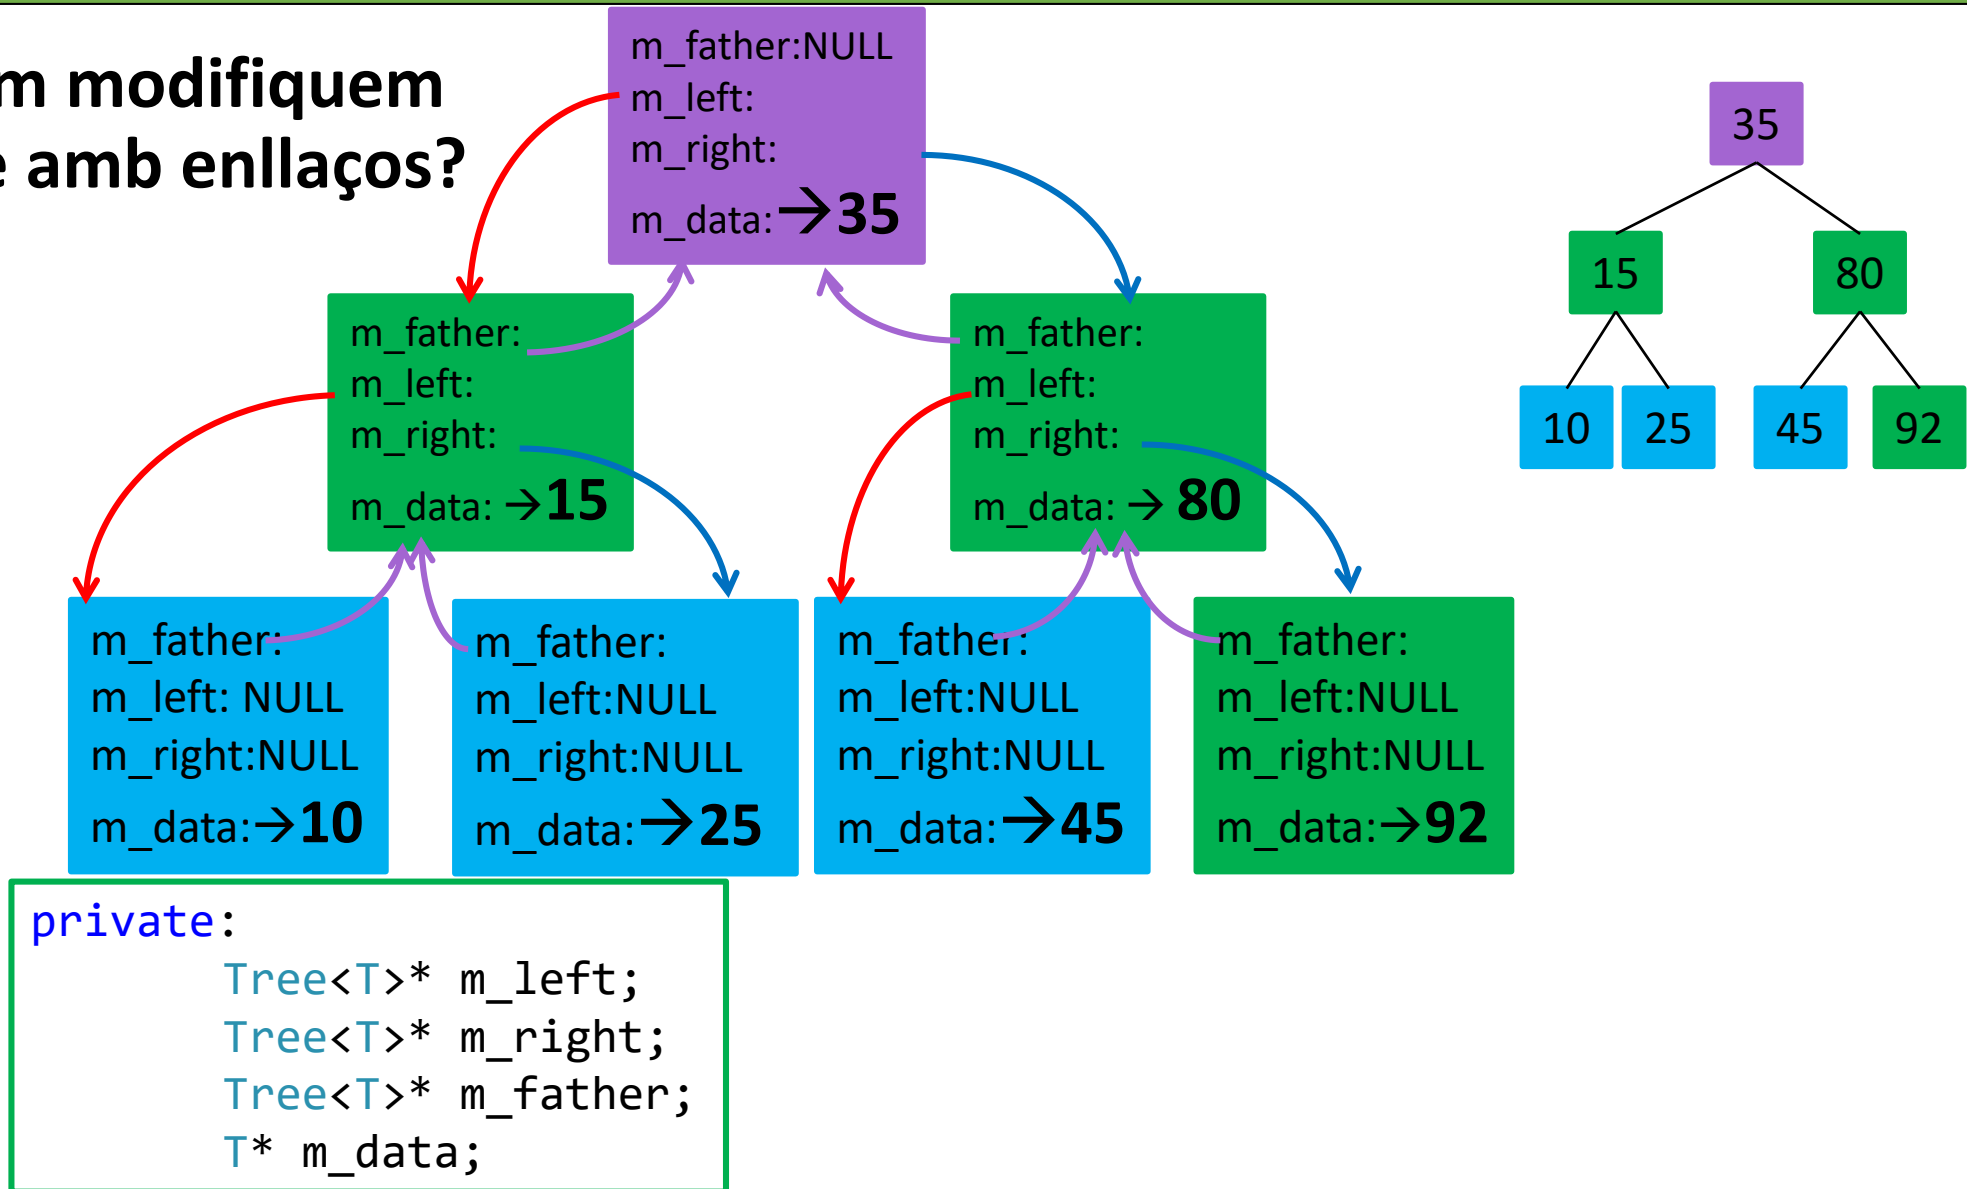 m modifiquem
amb enllaços?
m_father:NULL
m_left:
m_right:
m_data:→35
35
15
80
10
25
45
92
m_father:
m_left:
m_right:
m_data: →15
m_father:
m_left:
m_right:
m_data: → 80
m_father:
m_left: NULL
m_right:NULL
m_data:→10
m_father:
m_left:NULL
m_right:NULL
m_data:→25
m_father:
m_left:NULL
m_right:NULL
m_data:→45
m_father:
m_left:NULL
m_right:NULL
m_data:→92
private:
Tree<T>* m_left;
Tree<T>* m_right;
Tree<T>* m_father;
T* m_data;